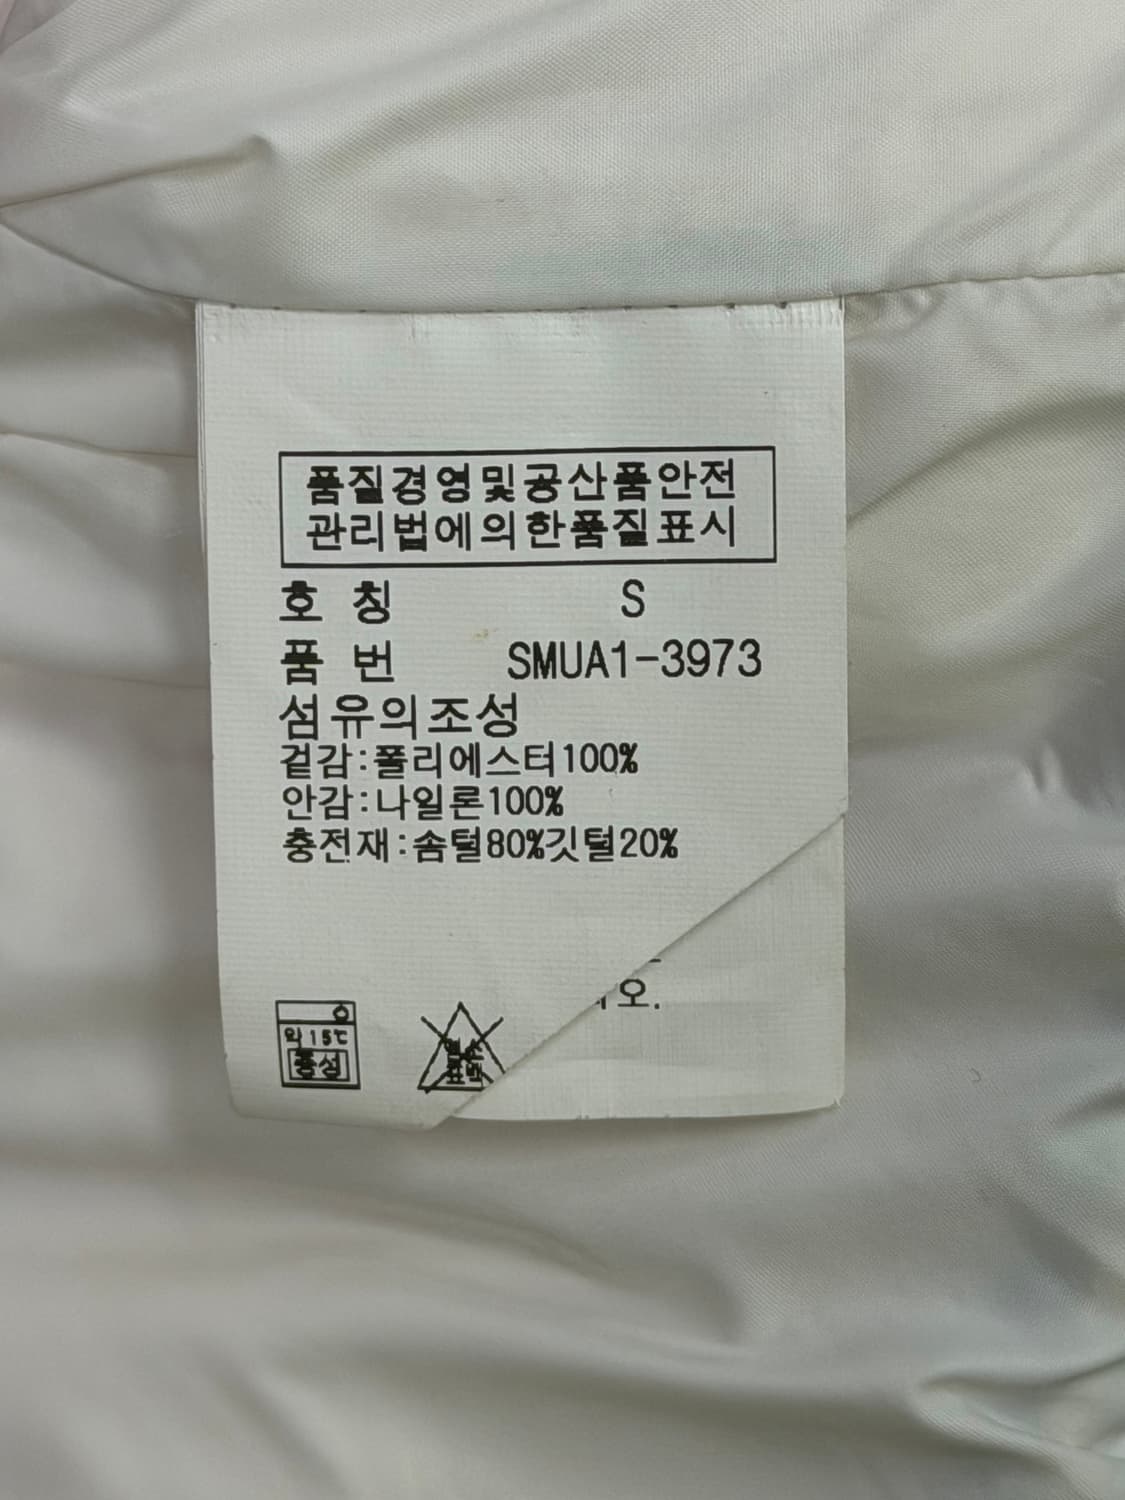 품질경영및공산품안전
관리법에의한품질표시
호 칭 S
품 번 SMUA1-3973
섬유의조성
겉감:폴리에스터100%
안감:나일론100%
충전재:솜털80%깃털20%
오.
약15℃
중성